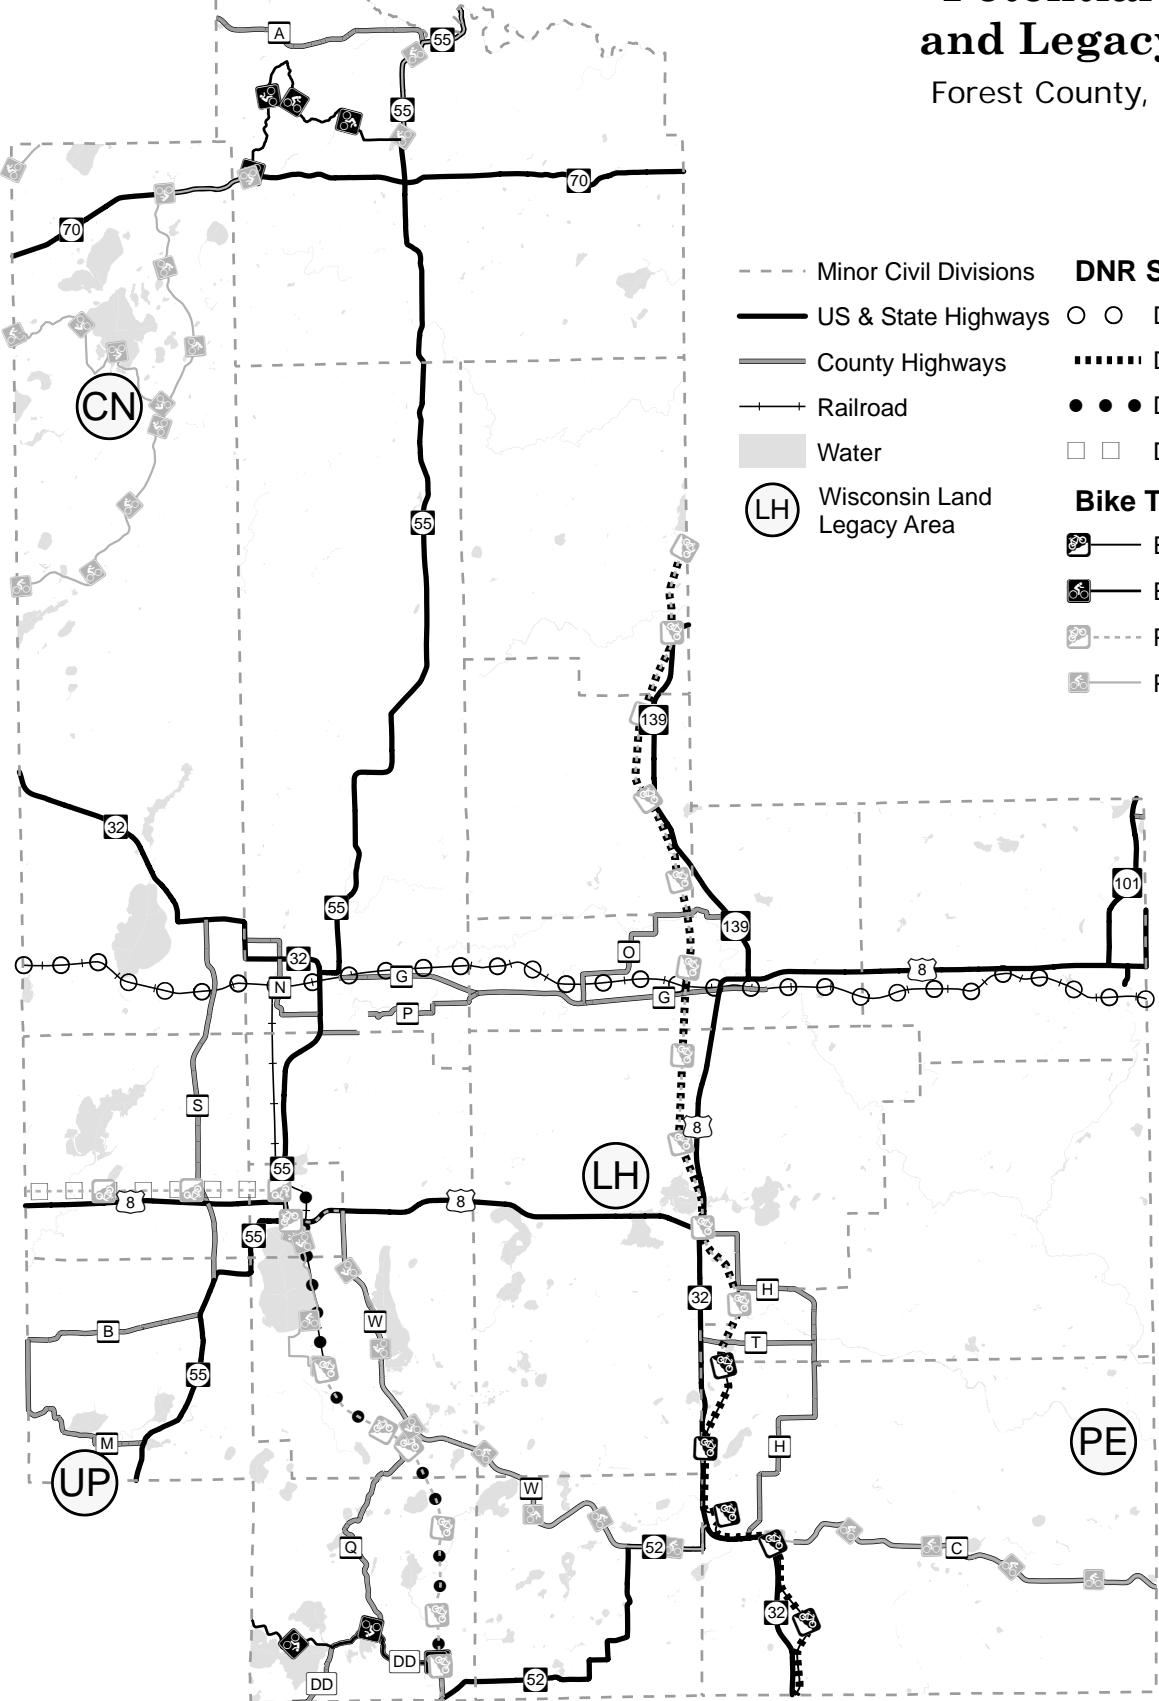 and Legacy
Forest County,
Minor Civil Divisions
US & State Highways
County Highways
Railroad
Water
LH
Wisconsin Land
Legacy Area
DNR S
D
D
D
D
Bike T
E
E
P
P
A
55
55
70
70
CN
55
139
32
55
101
139
O
32
8
G
N
G
P
S
8
LH
55
8
8
55
32
H
W
B
T
55
H
PE
M
UP
W
Q
52
C
32
DD
DD
52